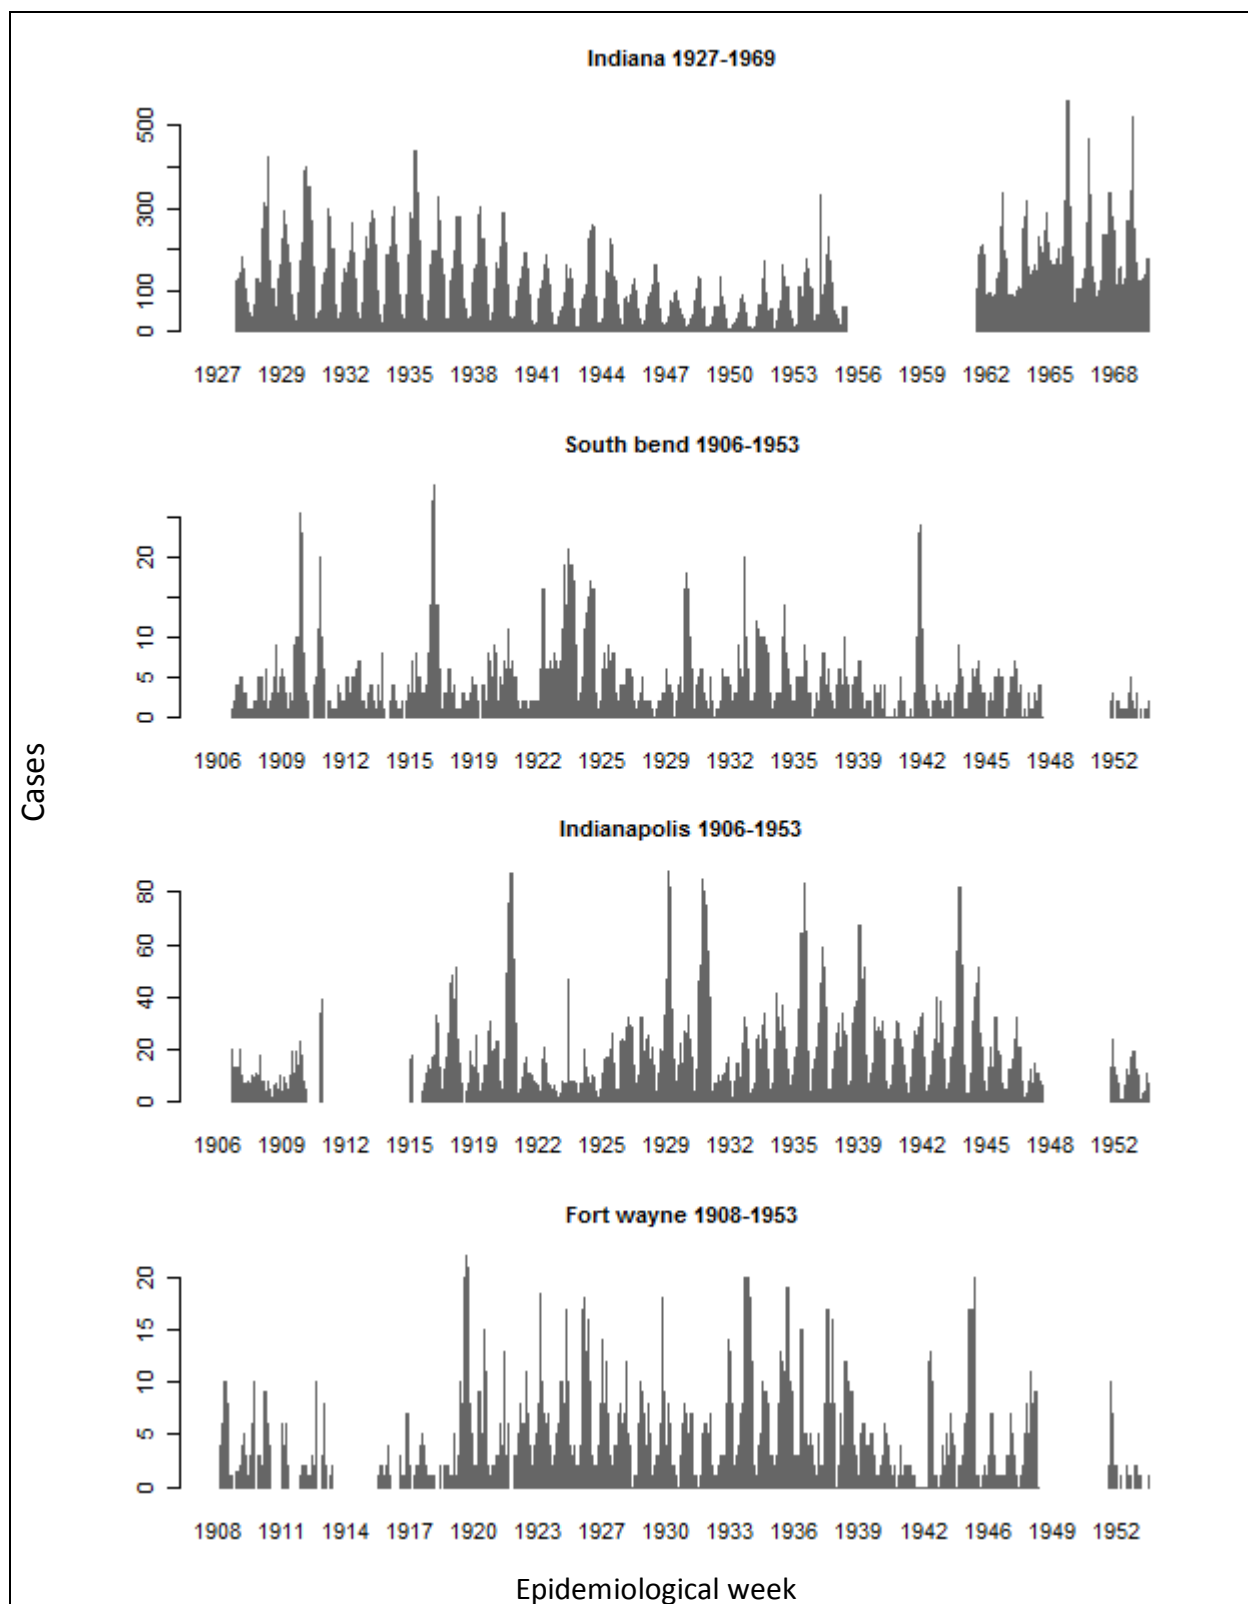 Indiana 1927-1969
500
300
100
0
1927 1929 1932 1935 1938 1941 1944 1947 1950 1953 1956 1959 1962 1965 1968
South bend 1906-1953
20
10
5
0
1906 1909 1912 1915 1919 1922 1925 1929 1932 1935 1939 1942 1945 1948 1952
Cases
Indianapolis 1906-1953
80
60
40
20
0
1906 1909 1912 1915 1919 1922 1925 1929 1932 1935 1939 1942 1945 1948 1952
Fort wayne 1908-1953
20
15
10
5
0
1908 1911 1914 1917 1920 1923 1927 1930 1933 1936 1939 1942 1946 1949 1952
Epidemiological week